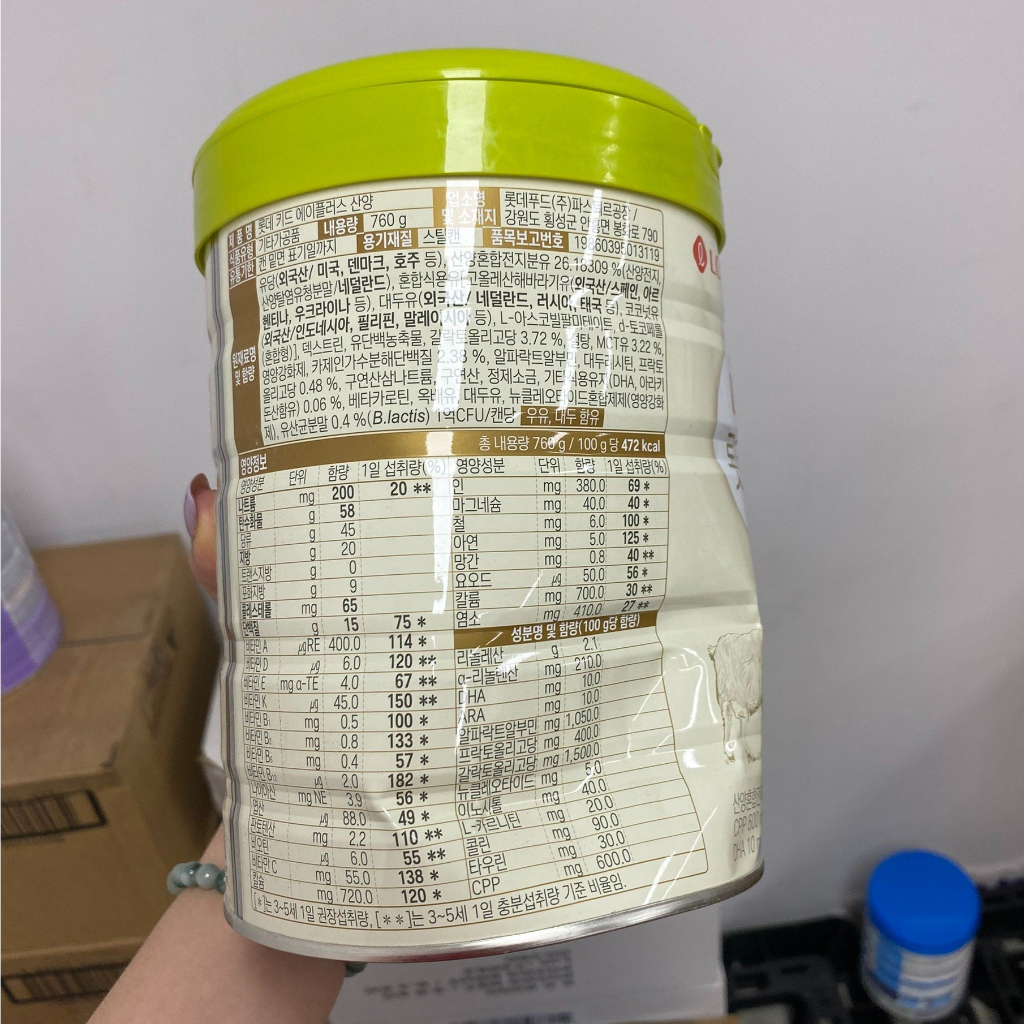 제품명 롯데 키드 에이플러스 산양
업소명 및 소재지 롯데푸드(주)파스퇴르공장/
강원도 횡성군 안흥면 봉화로 790
식품유형 기타가공품 내용량 760 g
유통기한 캔 밑면 표기일까지 용기재질 스틸캔 품목보고번호 19860395013119
원재료명 및 함량
유당(외국산/ 미국, 덴마크, 호주 등), 산양혼합전지분유 26.16309 %(산양전지,
산양탈염유청분말/네덜란드), 혼합식용유[고올레산해바라기유(외국산/스페인, 아르
헨티나, 우크라이나 등), 대두유(외국산/ 네덜란드, 러시아, 태국 등), 코코넛유
(외국산/인도네시아, 필리핀, 말레이시아 등), L-아스코빌팔미테이트, d-토코페롤
(혼합형)], 덱스트린, 유단백농축물, 갈락토올리고당 3.72 %, 설탕, MCT유 3.22 %,
영양강화제, 카제인가수분해단백질 2.38 %, 알파락트알부민, 대두레시틴, 프락토
올리고당 0.48 %, 구연산삼나트륨, 구연산, 정제소금, 기타식용유지(DHA, 아라키
돈산함유) 0.06 %, 베타카로틴, 옥배유, 대두유, 뉴클레오타이드혼합제제(영양강화
제), 유산균분말 0.4 %(B.lactis) 1억CFU/캔당 우유, 대두 함유
영양정보 총 내용량 760 g / 100 g당 472 kcal
영양성분 단위 함량 1일 섭취량(%) 영양성분 단위 함량 1일 섭취량(%)
나트륨 mg 200 20 ** 인 mg 380.0 69 *
탄수화물 g 58 마그네슘 mg 40.0 40 *
당류 g 45 철 mg 6.0 100 *
지방 g 20 아연 mg 5.0 125 *
트랜스지방 g 0 망간 mg 0.8 40 **
포화지방 g 9 요오드 μg 50.0 56 *
콜레스테롤 mg 65 칼륨 mg 700.0 30 **
단백질 g 15 75 * 염소 mg 410.0 27 **
비타민 A μgRE 400.0 114 * 성분명 및 함량(100 g당 함량)
비타민 D μg 6.0 120 ** 리놀레산 g 2.1
비타민 E mg α-TE 4.0 67 ** α-리놀렌산 mg 210.0
비타민 K μg 45.0 150 ** DHA mg 10.0
비타민 B₁ mg 0.5 100 * ARA mg 10.0
비타민 B₂ mg 0.8 133 * 알파락트알부민 mg 1,050.0
비타민 B₆ mg 0.4 57 * 프락토올리고당 mg 400.0
비타민 B₁₂ μg 2.0 182 * 갈락토올리고당 mg 1,500.0
나이아신 mg NE 3.9 56 * 뉴클레오타이드 mg 5.0
엽산 μg 88.0 49 * 이노시톨 mg 40.0
판토텐산 mg 2.2 110 ** L-카르니틴 mg 20.0
비오틴 μg 6.0 55 ** 콜린 mg 90.0
비타민 C mg 55.0 138 * 타우린 mg 30.0
칼슘 mg 720.0 120 * CPP mg 600.0
[*]는 3~5세 1일 권장섭취량, [**]는 3~5세 1일 충분섭취량 기준 비율임.
CPP 600
DHA 10